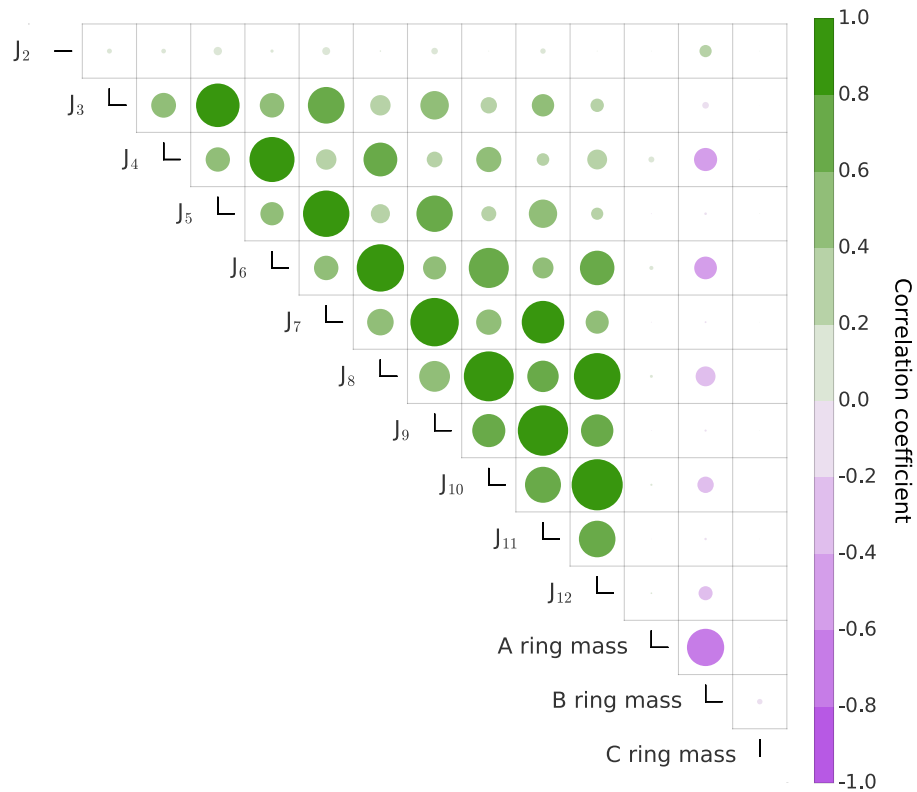 J₂
J₃
J₄
J₅
J₆
J₇
J₈
J₉
J₁₀
J₁₁
J₁₂
A ring mass
B ring mass
C ring mass
1.0
0.8
0.6
0.4
0.2
0.0
-0.2
-0.4
-0.6
-0.8
-1.0
Correlation coefficient